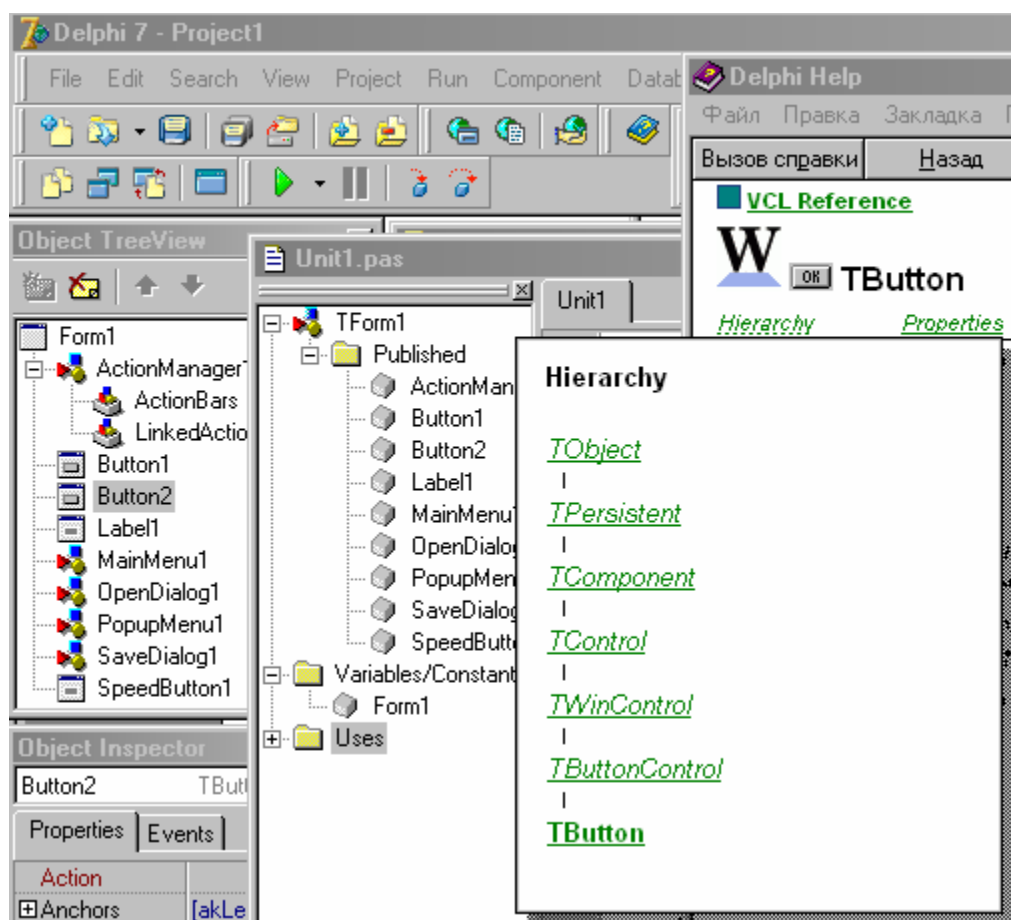 Delphi 7 - Project1
File Edit Search View Project Run Component Datab
Delphi Help
Файл Правка Закладка
Вызов справки Назад
VCL Reference
W OK TButton
Hierarchy Properties
Object TreeView
Form1
ActionManager1
ActionBars
LinkedActio
Button1
Button2
Label1
MainMenu1
OpenDialog1
PopupMenu1
SaveDialog1
SpeedButton1
Unit1.pas
Unit1
TForm1
Published
ActionMan
Button1
Button2
Label1
MainMenu1
OpenDialo
PopupMen
SaveDialog
SpeedButt
Variables/Constant
Form1
Uses
Hierarchy
TObject
TPersistent
TComponent
TControl
TWinControl
TButtonControl
TButton
Object Inspector
Button2 TButt
Properties Events
Action
Anchors [akLe